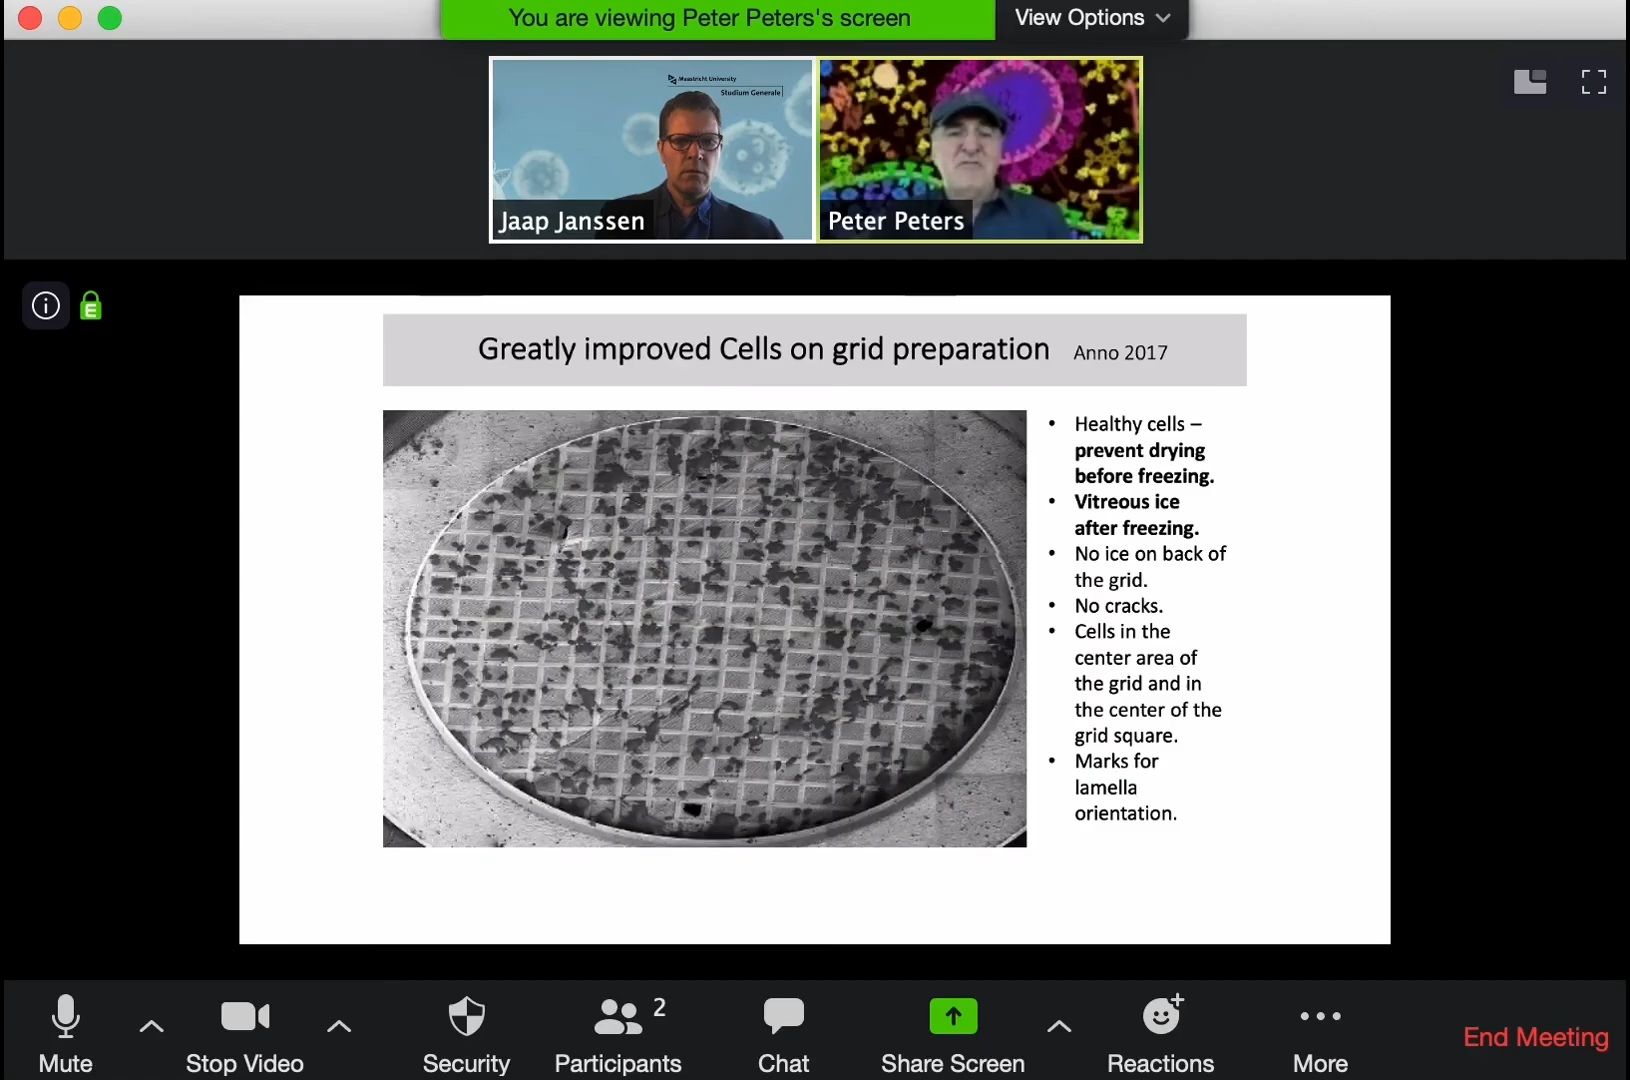 You are viewing Peter Peters's screen
View Options
Maastricht University
Studium Generale
Jaap Janssen
Peter Peters
E
Greatly improved Cells on grid preparation Anno 2017
• Healthy cells –
prevent drying
before freezing.
• Vitreous ice
after freezing.
• No ice on back of
the grid.
• No cracks.
• Cells in the
center area of
the grid and in
the center of the
grid square.
• Marks for
lamella
orientation.
Mute
Stop Video
Security
2
Participants
Chat
Share Screen
Reactions
More
End Meeting